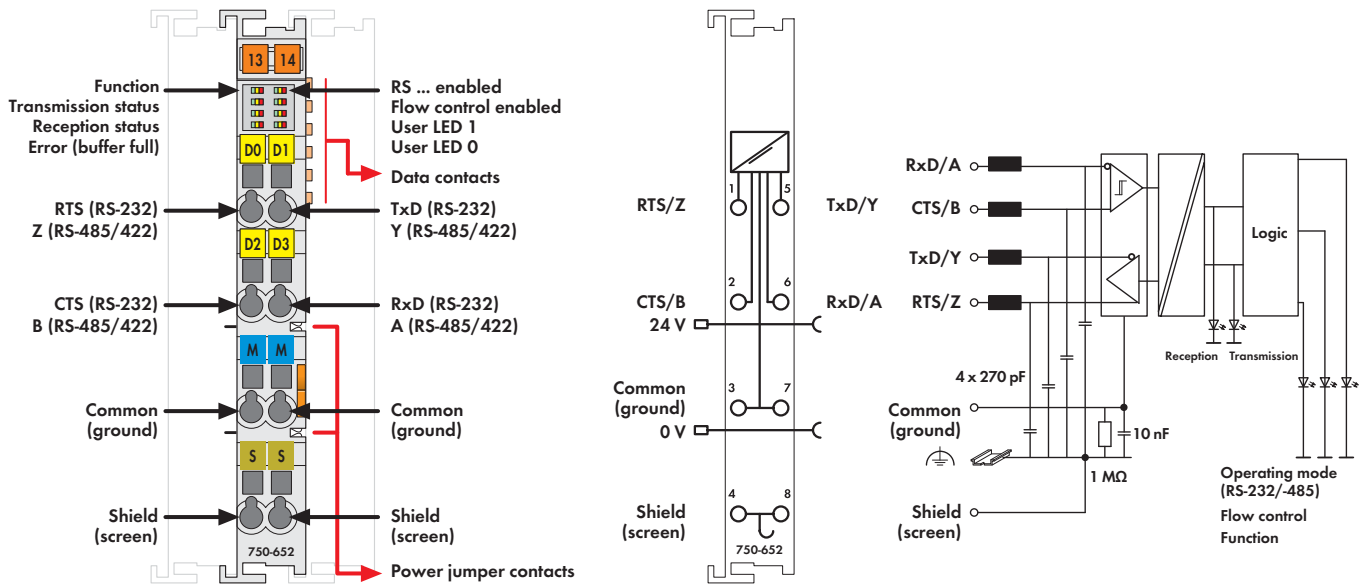 13 14
Function
Transmission status
Reception status
Error (buffer full)
RS ... enabled
Flow control enabled
User LED 1
User LED 0
D0 D1
Data contacts
RTS (RS-232)
Z (RS-485/422)
TxD (RS-232)
Y (RS-485/422)
D2 D3
CTS (RS-232)
B (RS-485/422)
RxD (RS-232)
A (RS-485/422)
M M
Common
(ground)
Common
(ground)
S S
Shield
(screen)
Shield
(screen)
750-652
Power jumper contacts
1 5
RTS/Z
TxD/Y
2 6
CTS/B
RxD/A
24 V
3 7
Common
(ground)
0 V
4 8
Shield
(screen)
750-652
RxD/A
CTS/B
TxD/Y
RTS/Z
Logic
Reception Transmission
4 x 270 pF
Common
(ground)
10 nF
1 MΩ
Shield
(screen)
Operating mode
(RS-232/-485)
Flow control
Function